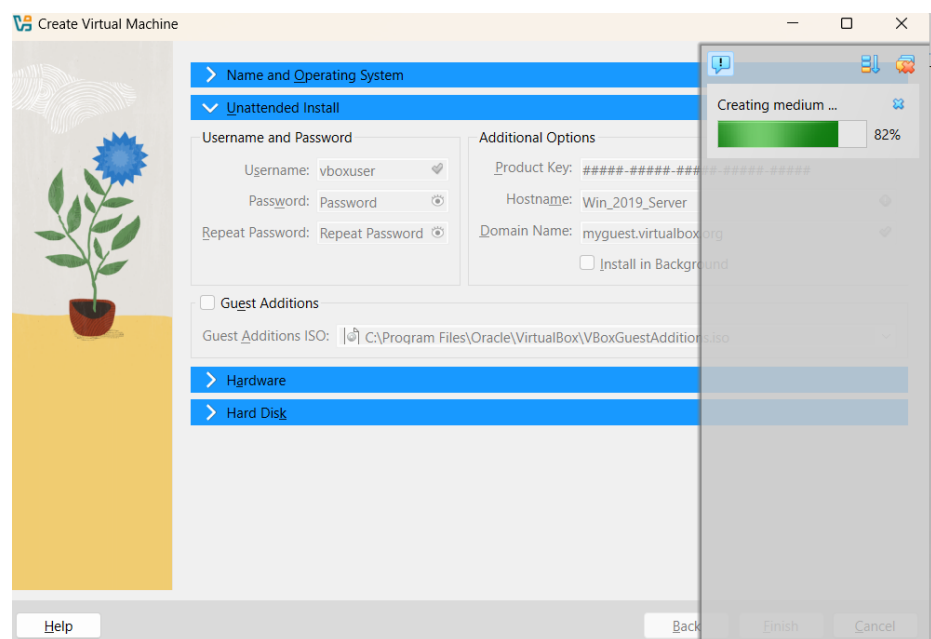 Create Virtual Machine
Name and Operating System
Unattended Install
Creating medium ...
82%
Username and Password
Additional Options
Username: vboxuser
Product Key: #####-#####-#####-#####-#####
Password: Password
Hostname: Win_2019_Server
Repeat Password: Repeat Password
Domain Name: myguest.virtualbox.org
Install in Background
Guest Additions
Guest Additions ISO: C:\Program Files\Oracle\VirtualBox\VBoxGuestAdditions.iso
Hardware
Hard Disk
Help
Back
Finish
Cancel